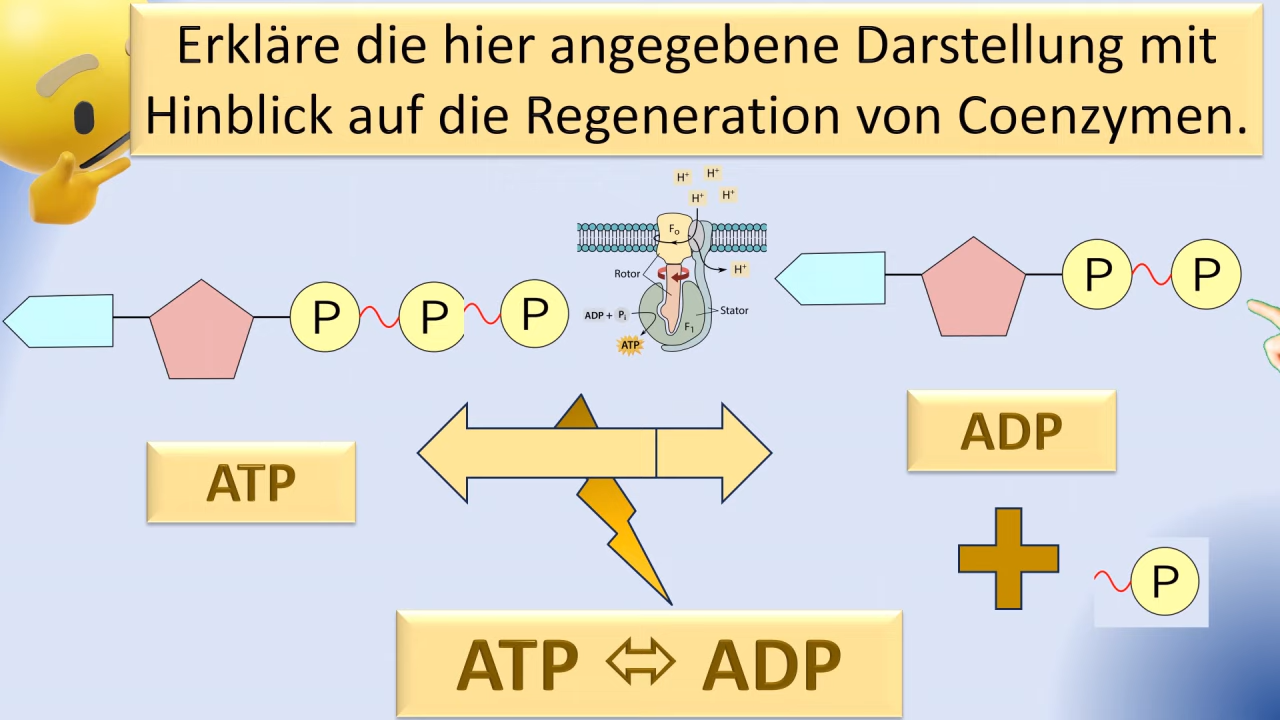 Erkläre die hier angegebene Darstellung mit
Hinblick auf die Regeneration von Coenzymen.
H⁺ H⁺
H⁺ H⁺
F₀
H⁺
Rotor
ADP + Pᵢ
Stator
F₁
ATP
P P P
P P
ATP
ADP
P
ATP ⇔ ADP